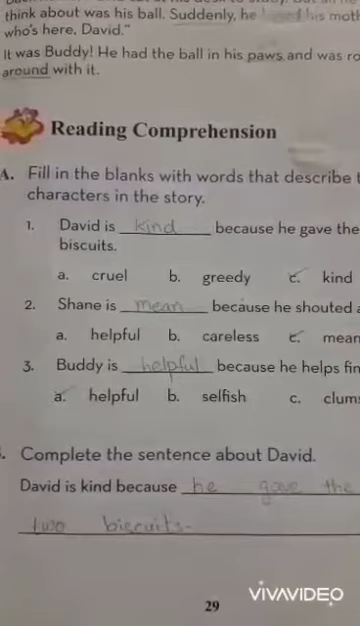 think about was his ball. Suddenly, he his moth
who's here, David."
It was Buddy! He had the ball in his paws and was ro
around with it.
Reading Comprehension
A. Fill in the blanks with words that describe t
characters in the story.
1. David is kind because he gave the
biscuits.
a. cruel b. greedy c. kind
2. Shane is mean because he shouted a
a. helpful b. careless c. mean
3. Buddy is helpful because he helps fin
a. helpful b. selfish c. clums
. Complete the sentence about David.
David is kind because he gave the
two biscuits.
29
VIVAVIDEO